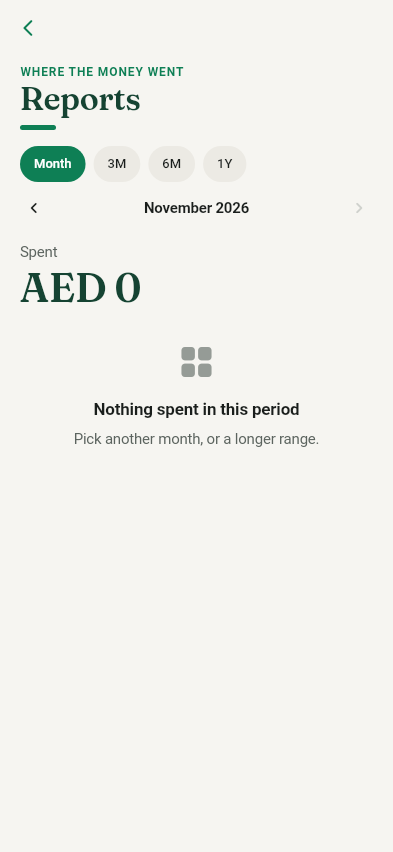 WHERE THE MONEY WENT
Reports
Month 3M 6M 1Y
November 2026
Spent
AED 0
Nothing spent in this period
Pick another month, or a longer range.